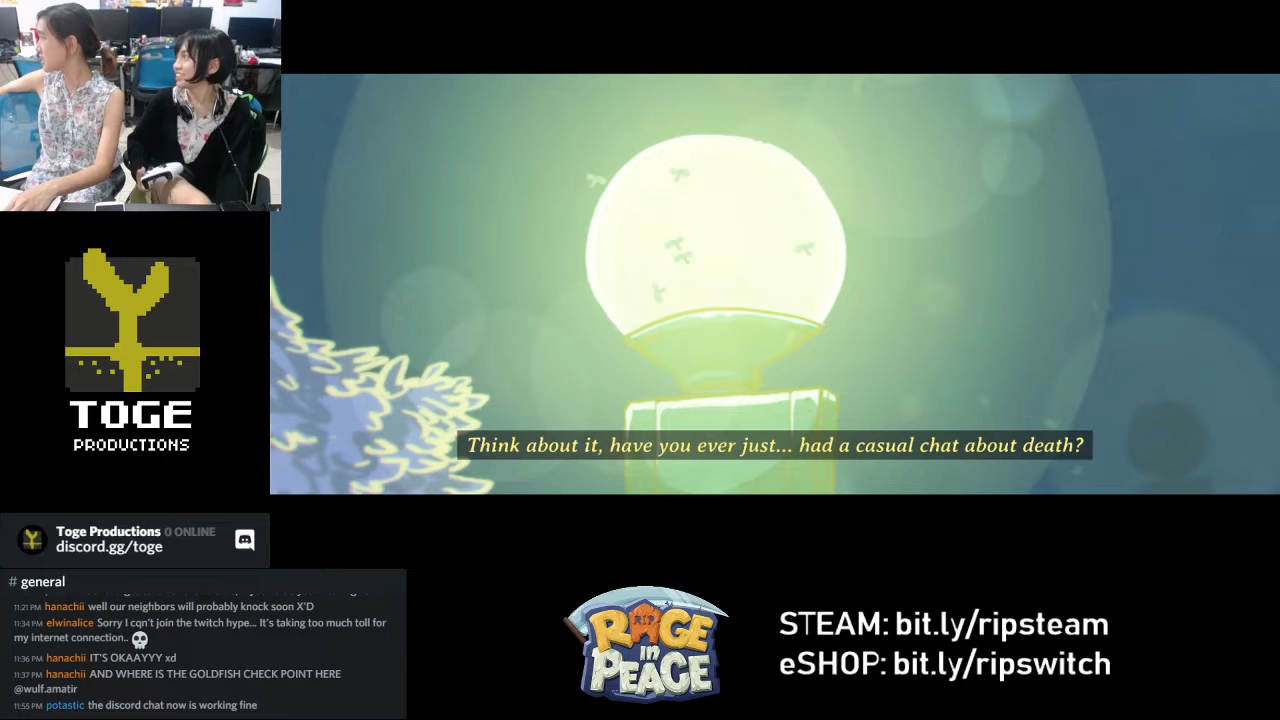 Think about it, have you ever just... had a casual chat about death?
TOGE
PRODUCTIONS
Toge Productions 0 ONLINE
discord.gg/toge
# general
11:21 PM hanachii well our neighbors will probably knock soon X'D
11:34 PM elwinalice Sorry I cqn't join the twitch hype... It's taking too much toll for
my internet connection..
11:36 PM hanachii IT'S OKAAYYY xd
11:37 PM hanachii AND WHERE IS THE GOLDFISH CHECK POINT HERE
@wulf.amatir
11:55 PM potastic the discord chat now is working fine
RIP
RAGE
in
PEACE
STEAM: bit.ly/ripsteam
eSHOP: bit.ly/ripswitch